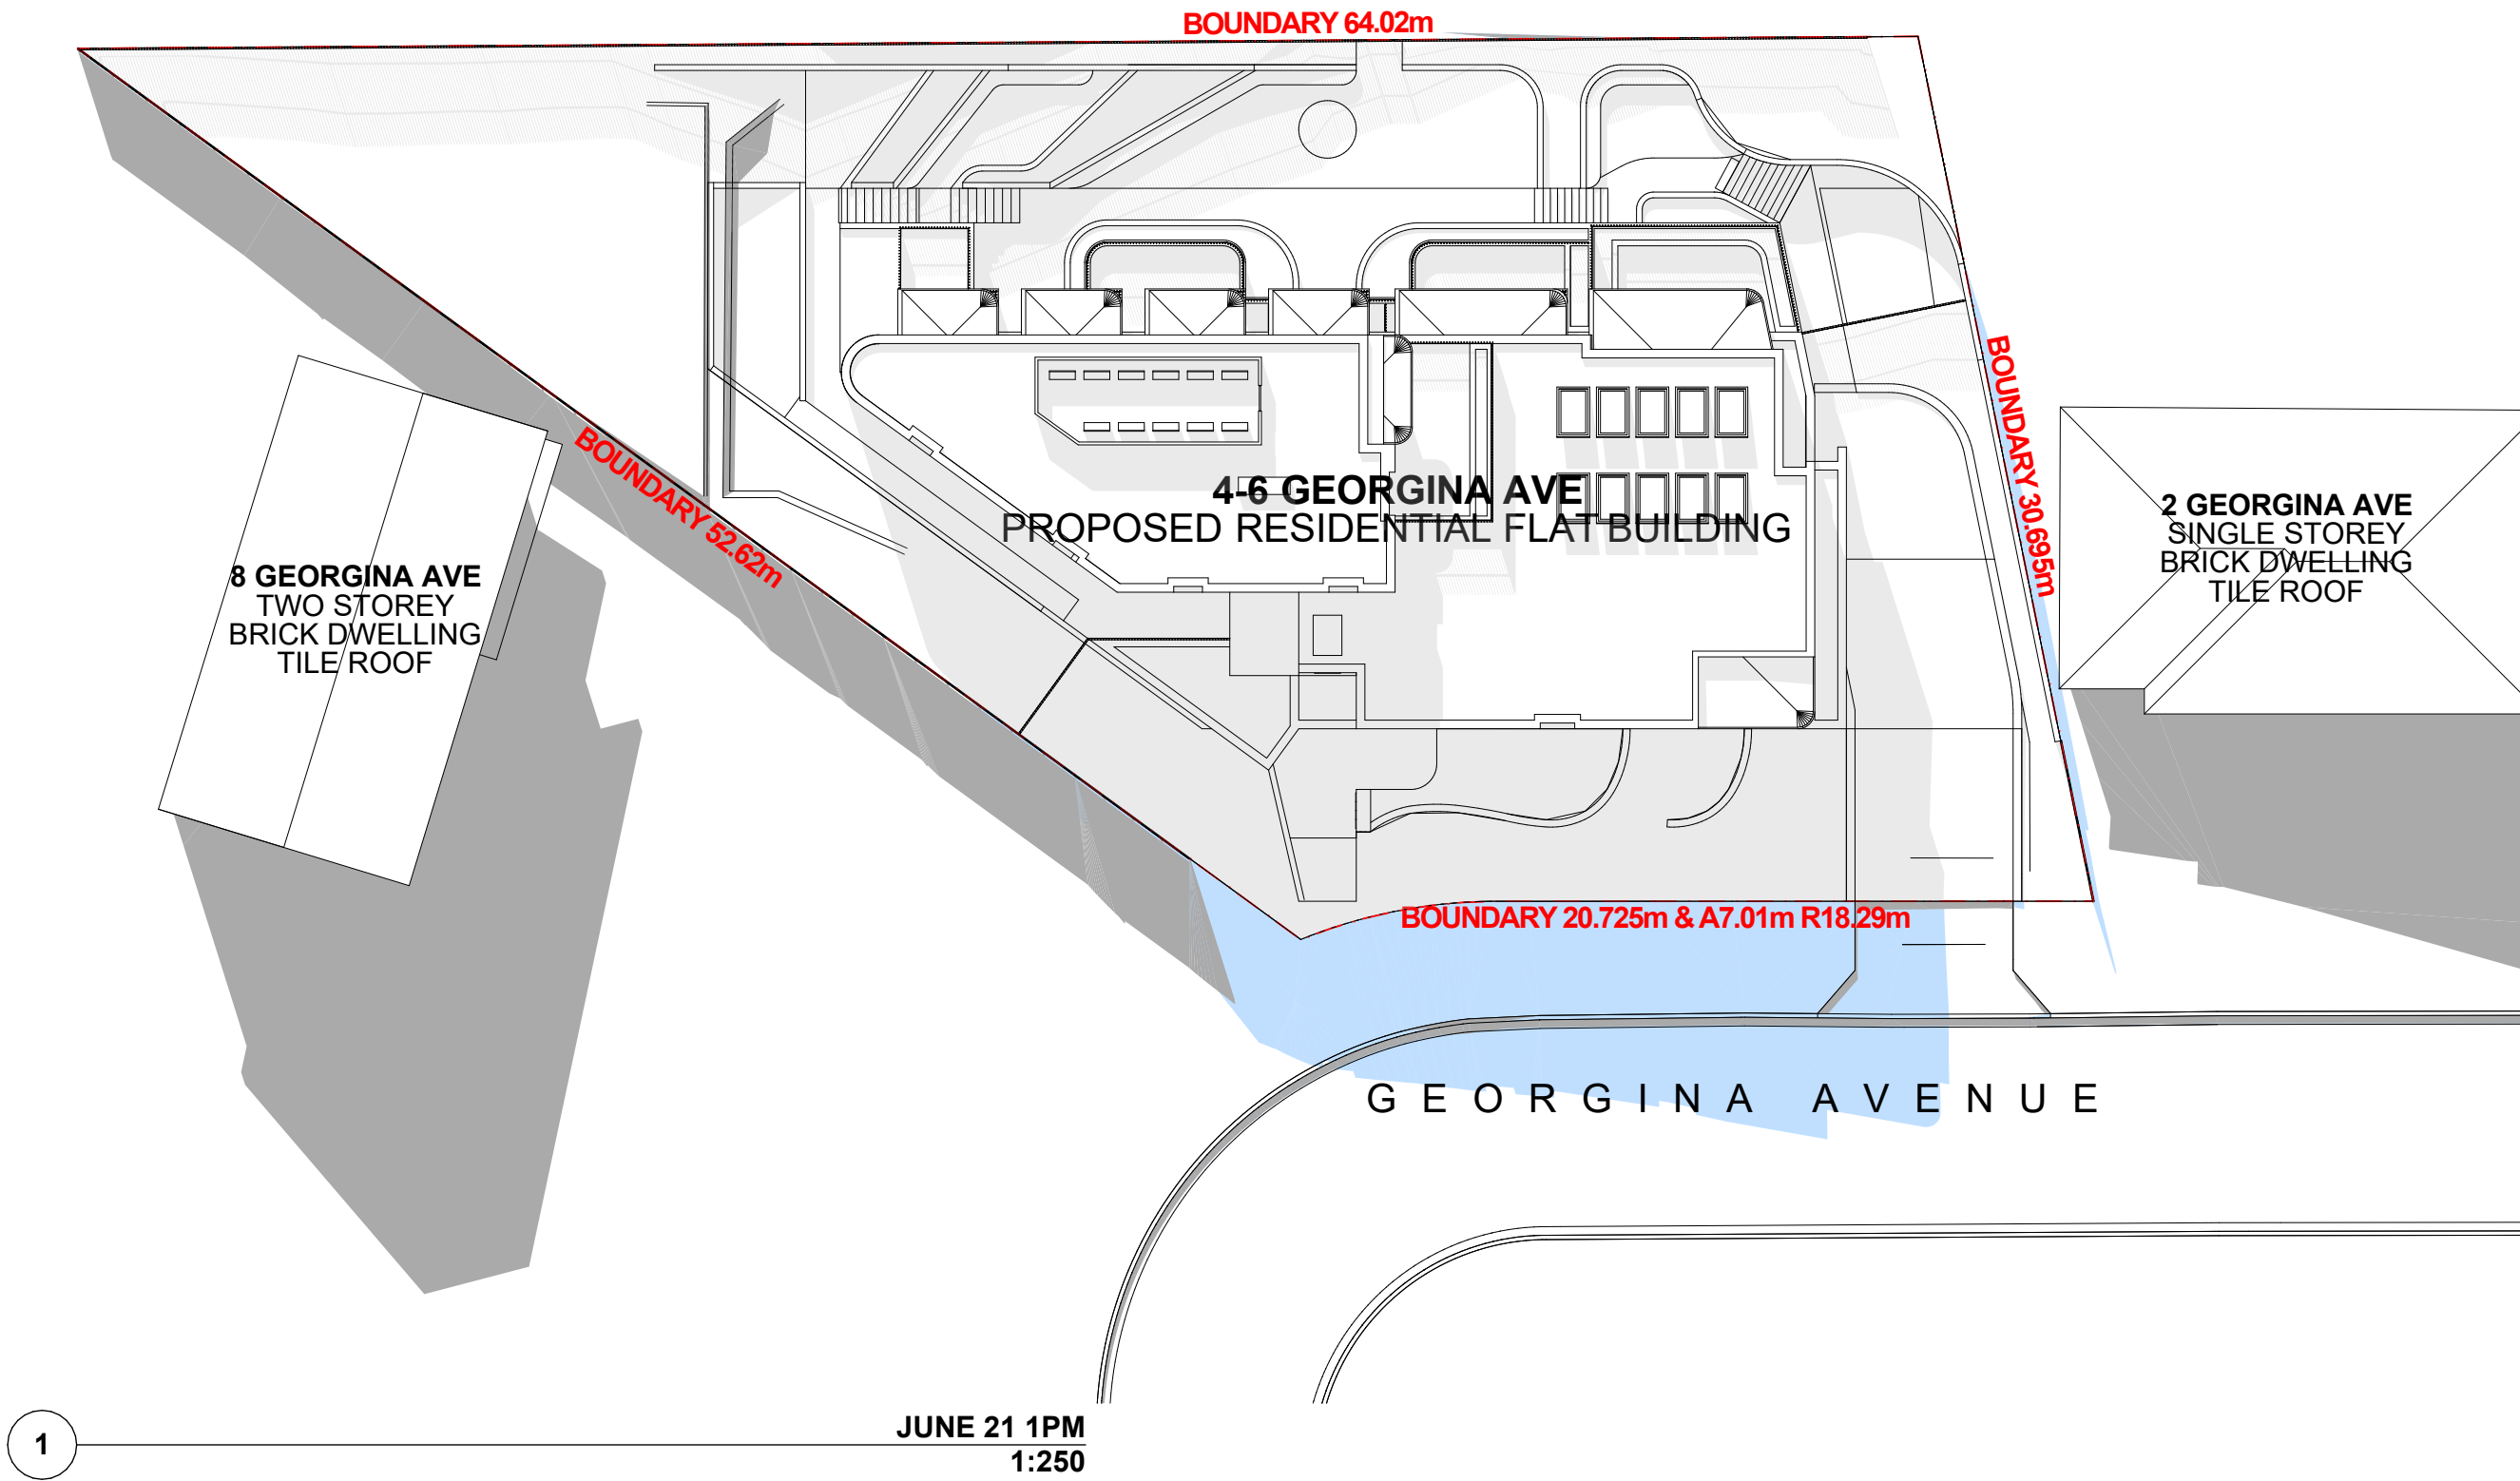 BOUNDARY 64.02m
BOUNDARY 30.695m
BOUNDARY 52.62m
4-6 GEORGINA AVE
PROPOSED RESIDENTIAL FLAT BUILDING
2 GEORGINA AVE
SINGLE STOREY
BRICK DWELLING
TILE ROOF
8 GEORGINA AVE
TWO STOREY
BRICK DWELLING
TILE ROOF
BOUNDARY 20.725m & A7.01m R18.29m
GEORGINA AVENUE
1
JUNE 21 1PM
1:250